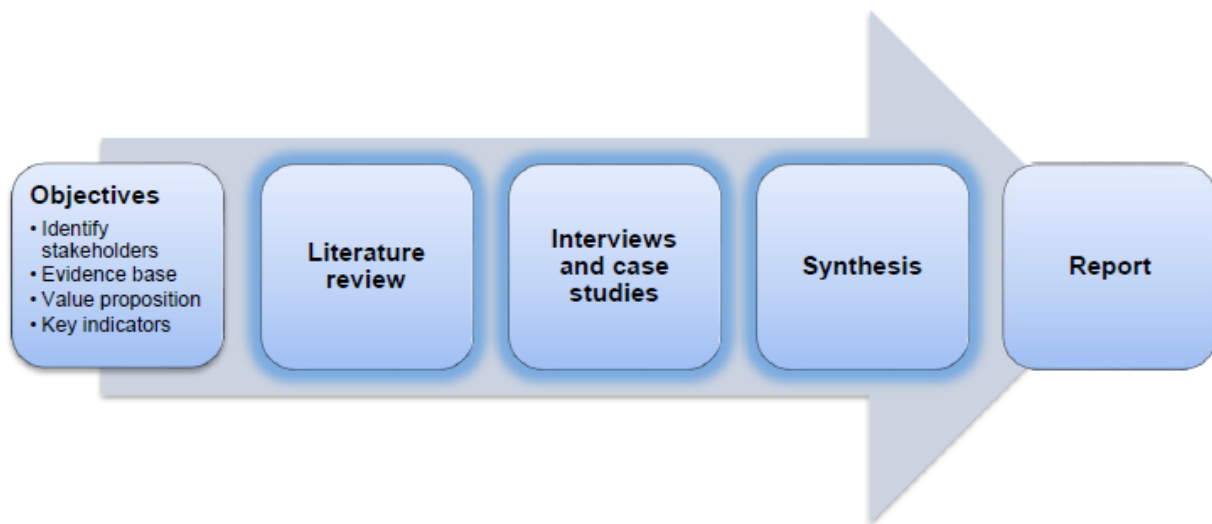 Objectives
• Identify
stakeholders
• Evidence base
• Value proposition
• Key indicators
Literature
review
Interviews
and case
studies
Synthesis
Report